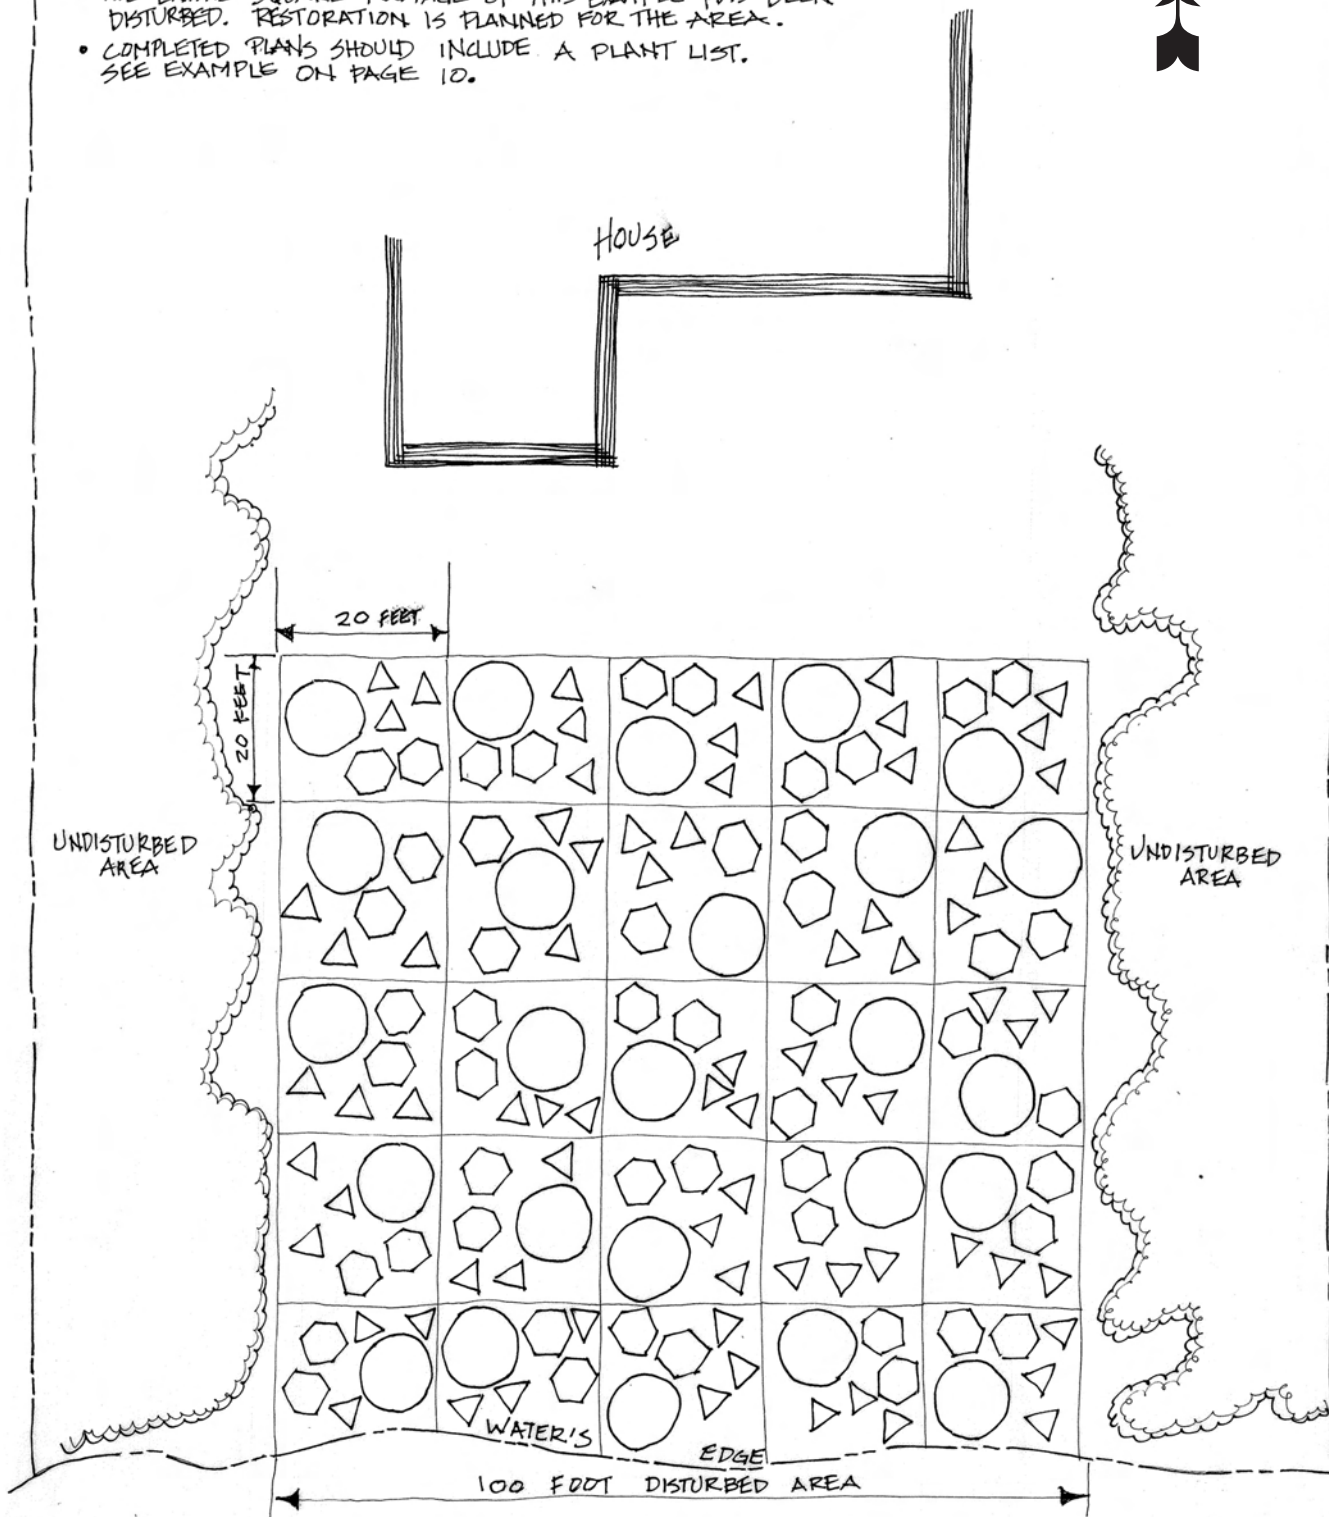 DISTURBED. RESTORATION IS PLANNED FOR THE AREA.
• COMPLETED PLANS SHOULD INCLUDE A PLANT LIST.
SEE EXAMPLE ON PAGE 10.
HOUSE
20 FEET
20 FEET
UNDISTURBED
AREA
UNDISTURBED
AREA
WATER'S
EDGE
100 FOOT DISTURBED AREA